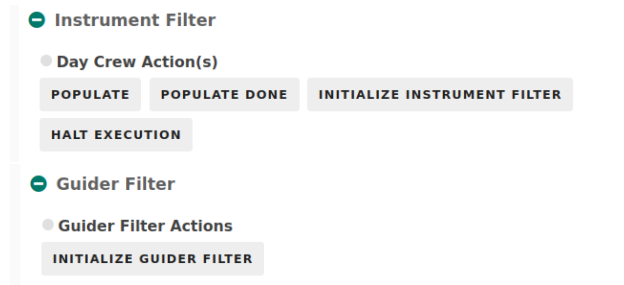 Instrument Filter
Day Crew Action(s)
POPULATE POPULATE DONE INITIALIZE INSTRUMENT FILTER
HALT EXECUTION
Guider Filter
Guider Filter Actions
INITIALIZE GUIDER FILTER